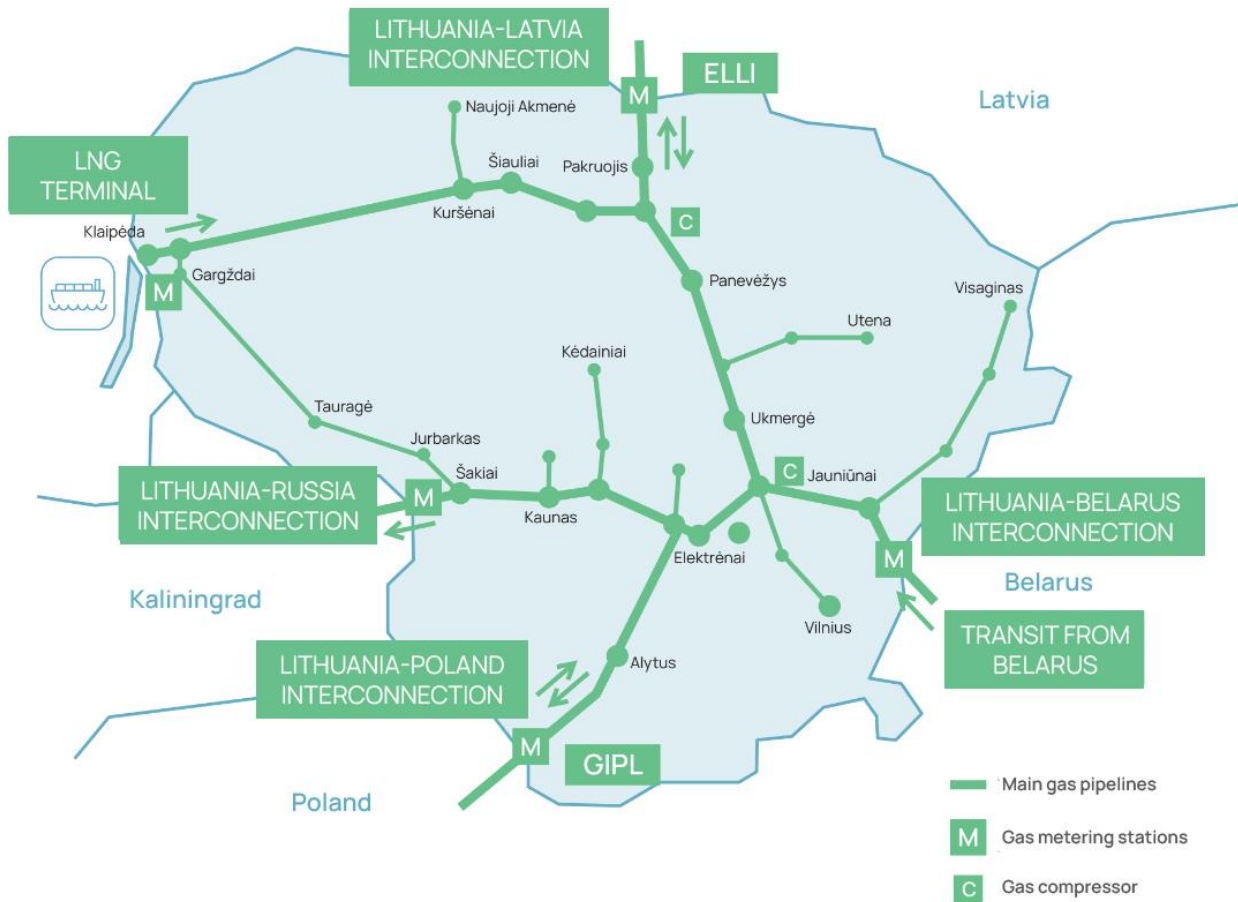 LITHUANIA-LATVIA
INTERCONNECTION
ELLI
M
Latvia
Naujoji Akmenė
LNG
TERMINAL
Šiauliai
Pakruojis
Kuršėnai
C
Klaipėda
Gargždai
M
Panevėžys
Visaginas
Utena
Kėdainiai
Tauragė
Ukmergė
Jurbarkas
LITHUANIA-RUSSIA
INTERCONNECTION
M
Šakiai
Kaunas
C
Jauniūnai
LITHUANIA-BELARUS
INTERCONNECTION
Elektrėnai
M
Kaliningrad
Belarus
Vilnius
TRANSIT FROM
BELARUS
LITHUANIA-POLAND
INTERCONNECTION
Alytus
M
GIPL
Poland
Main gas pipelines
M
Gas metering stations
C
Gas compressor